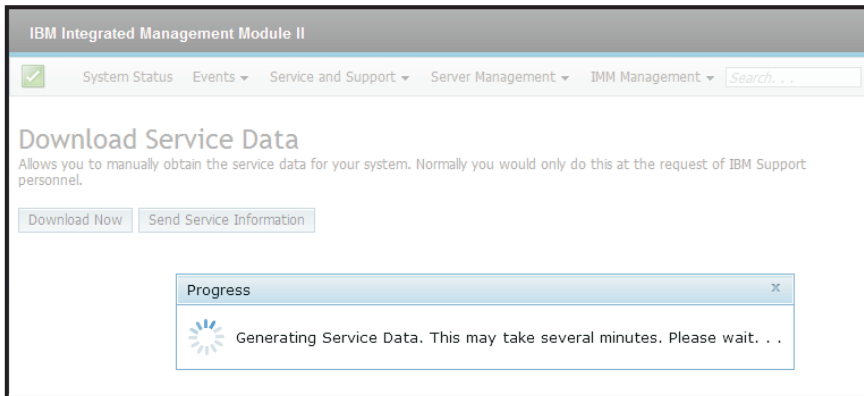 IBM Integrated Management Module II
System Status Events Service and Support Server Management IMM Management Search. . .
Download Service Data
Allows you to manually obtain the service data for your system. Normally you would only do this at the request of IBM Support
personnel.
Download Now Send Service Information
Progress x
Generating Service Data. This may take several minutes. Please wait. . .